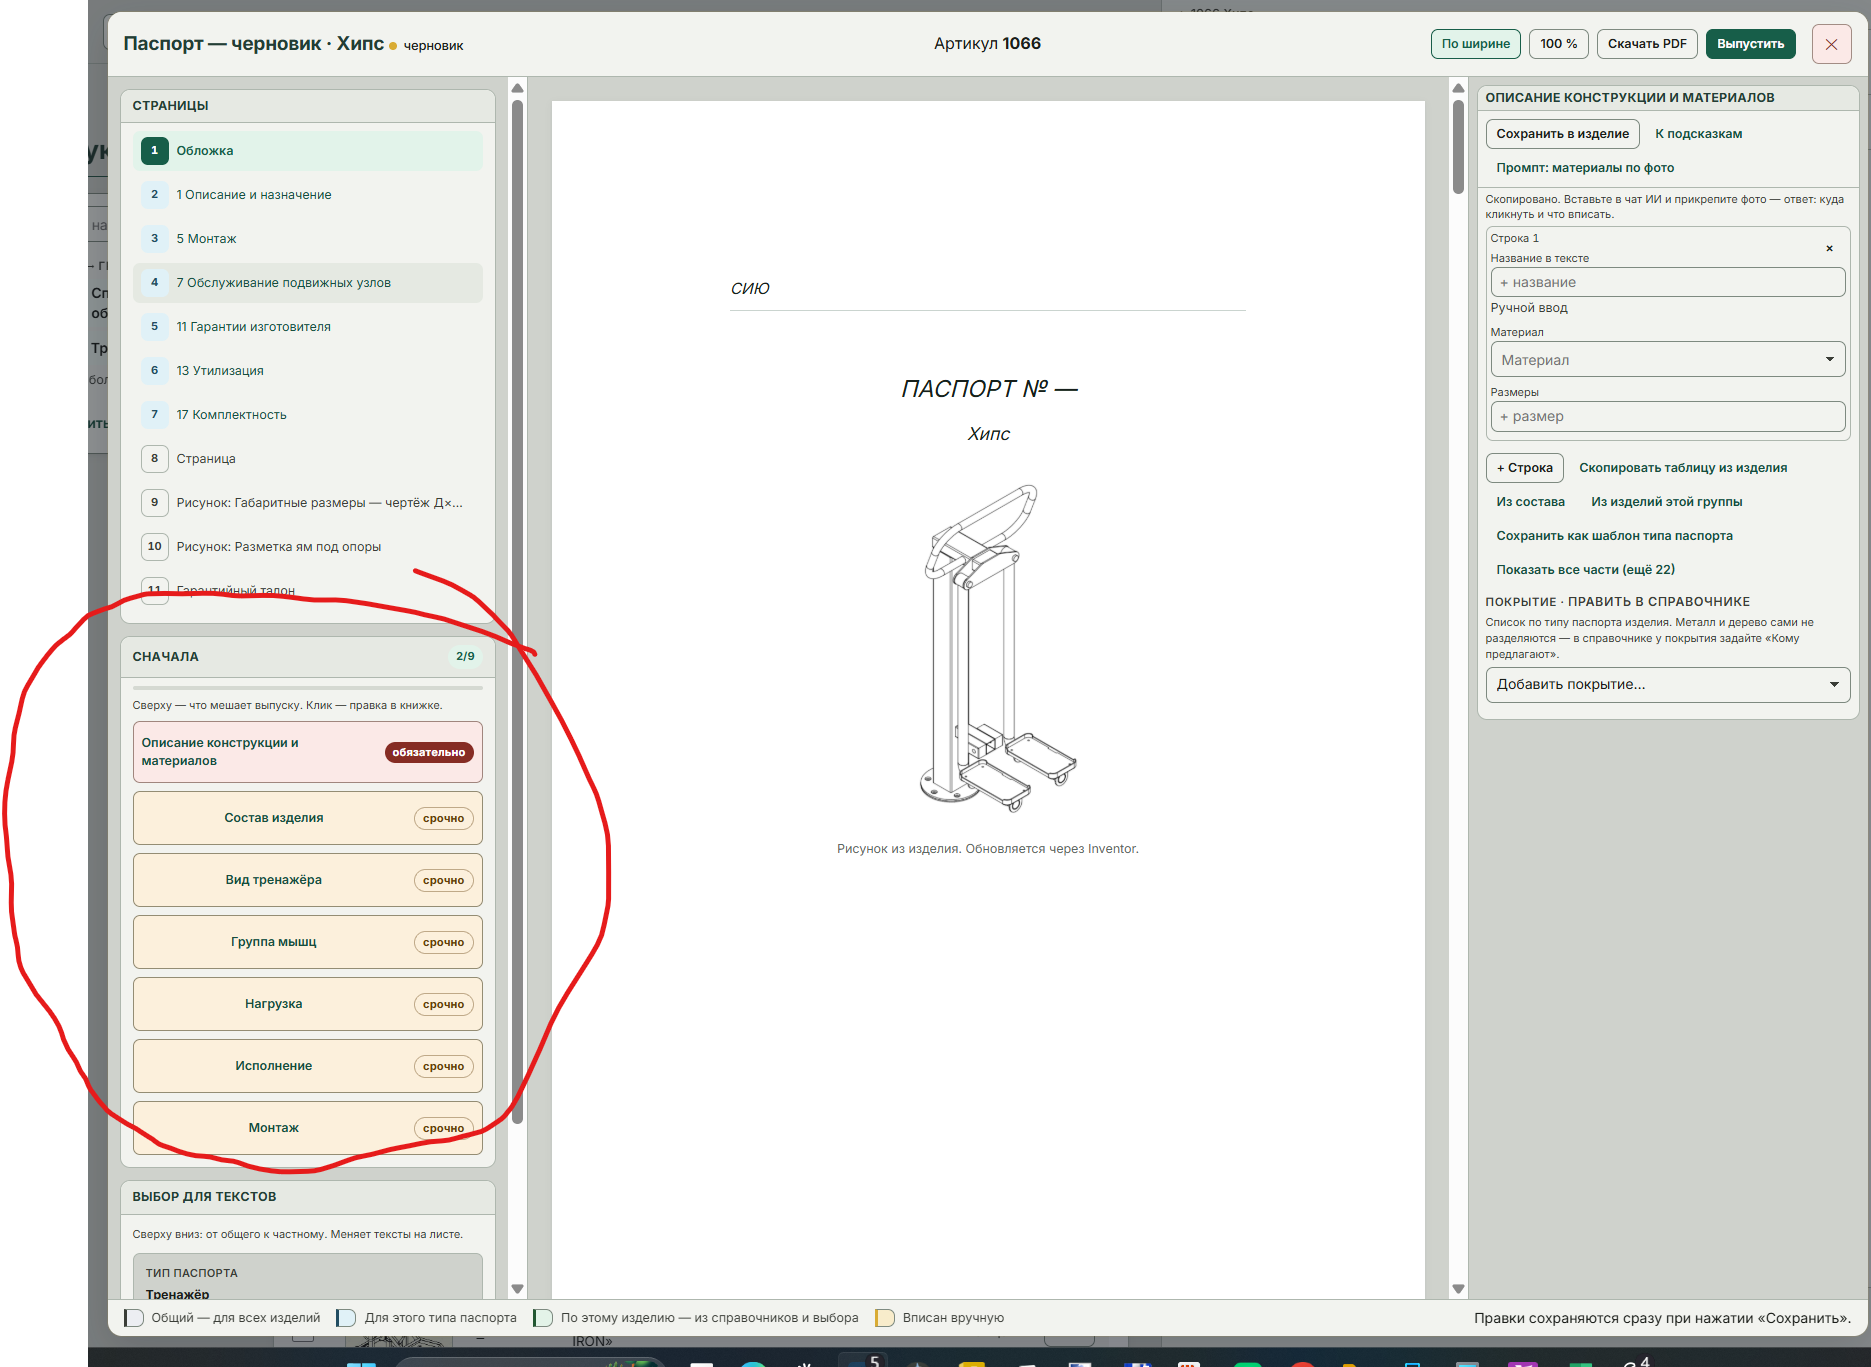 Паспорт — черновик · Хипс
черновик
Артикул 1066
По ширине
100 %
Скачать PDF
Выпустить
СТРАНИЦЫ
1 Обложка
2 1 Описание и назначение
3 5 Монтаж
4 7 Обслуживание подвижных узлов
5 11 Гарантии изготовителя
6 13 Утилизация
7 17 Комплектность
8 Страница
9 Рисунок: Габаритные размеры — чертёж Д×...
10 Рисунок: Разметка ям под опоры
11 Гарантийный талон
СНАЧАЛА
2/9
Сверху — что мешает выпуску. Клик — правка в книжке.
Описание конструкции и
материалов
обязательно
Состав изделия
срочно
Вид тренажёра
срочно
Группа мышц
срочно
Нагрузка
срочно
Исполнение
срочно
Монтаж
срочно
ВЫБОР ДЛЯ ТЕКСТОВ
Сверху вниз: от общего к частному. Меняет тексты на листе.
ТИП ПАСПОРТА
Тренажёр
СИЮ
ПАСПОРТ № —
Хипс
Рисунок из изделия. Обновляется через Inventor.
ОПИСАНИЕ КОНСТРУКЦИИ И МАТЕРИАЛОВ
Сохранить в изделие
К подсказкам
Промпт: материалы по фото
Скопировано. Вставьте в чат ИИ и прикрепите фото — ответ: куда
кликнуть и что вписать.
Строка 1
×
Название в тексте
+ название
Ручной ввод
Материал
Материал
Размеры
+ размер
+ Строка
Скопировать таблицу из изделия
Из состава
Из изделий этой группы
Сохранить как шаблон типа паспорта
Показать все части (ещё 22)
ПОКРЫТИЕ · ПРАВИТЬ В СПРАВОЧНИКЕ
Список по типу паспорта изделия. Металл и дерево сами не
разделяются — в справочнике у покрытия задайте «Кому
предлагают».
Добавить покрытие...
Общий — для всех изделий
Для этого типа паспорта
По этому изделию — из справочников и выбора
Вписан вручную
Правки сохраняются сразу при нажатии «Сохранить».
IRON»
5
4